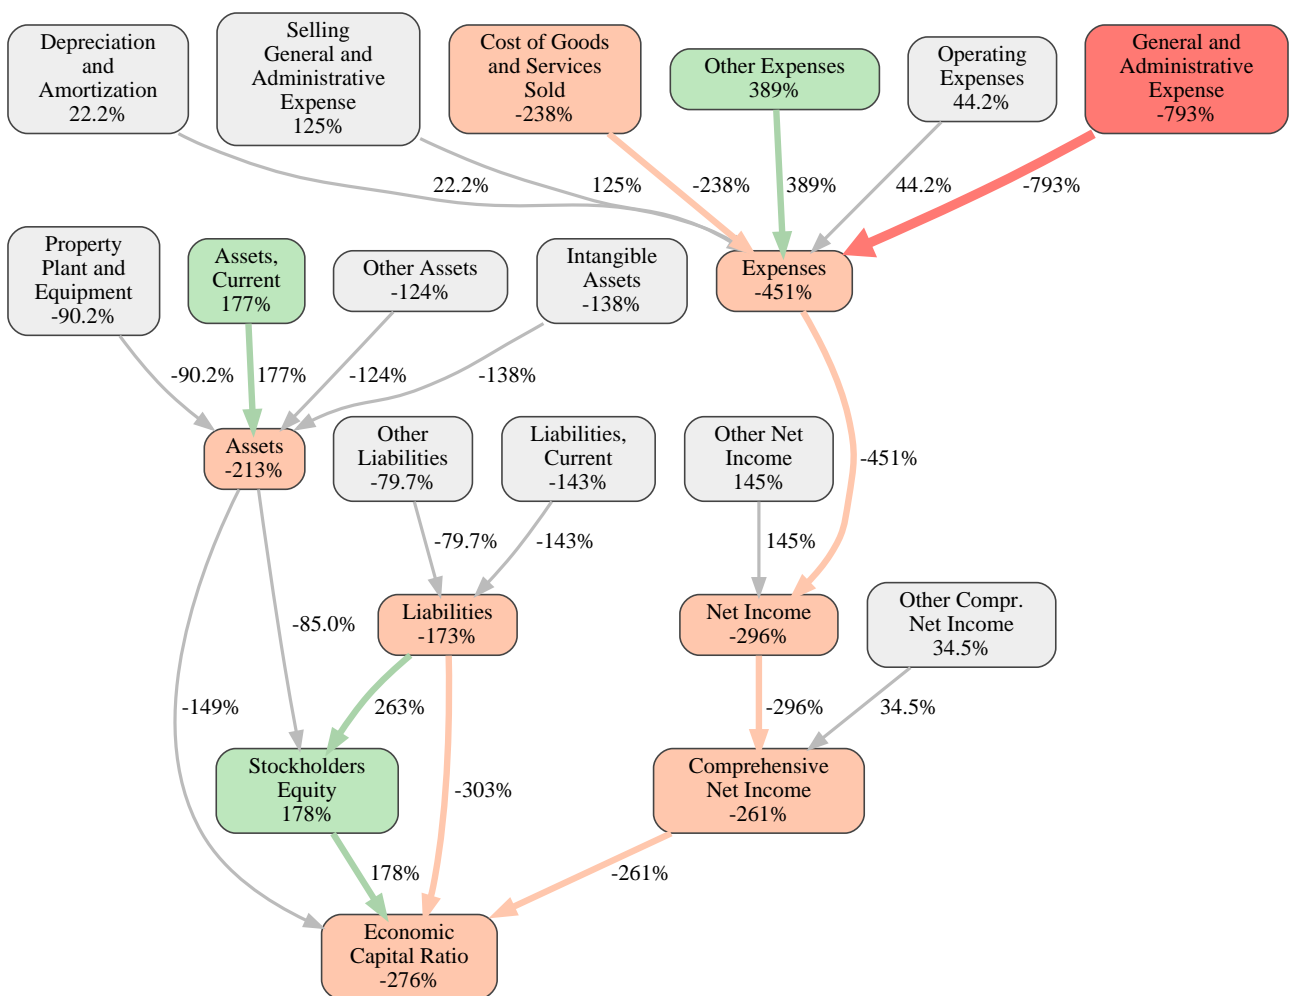 Depreciation
and
Amortization
22.2%
Selling
General and
Administrative
Expense
125%
Cost of Goods
and Services
Sold
-238%
Other Expenses
389%
Operating
Expenses
44.2%
General and
Administrative
Expense
-793%
22.2%
125%
-238%
389%
44.2%
-793%
Property
Plant and
Equipment
-90.2%
Assets,
Current
177%
Other Assets
-124%
Intangible
Assets
-138%
Expenses
-451%
-90.2%
177%
-124%
-138%
Assets
-213%
Other
Liabilities
-79.7%
Liabilities,
Current
-143%
Other Net
Income
145%
-451%
-79.7%
-143%
145%
-85.0%
Liabilities
-173%
Net Income
-296%
Other Compr.
Net Income
34.5%
-149%
263%
-296%
34.5%
Stockholders
Equity
178%
-303%
Comprehensive
Net Income
-261%
178%
-261%
Economic
Capital Ratio
-276%